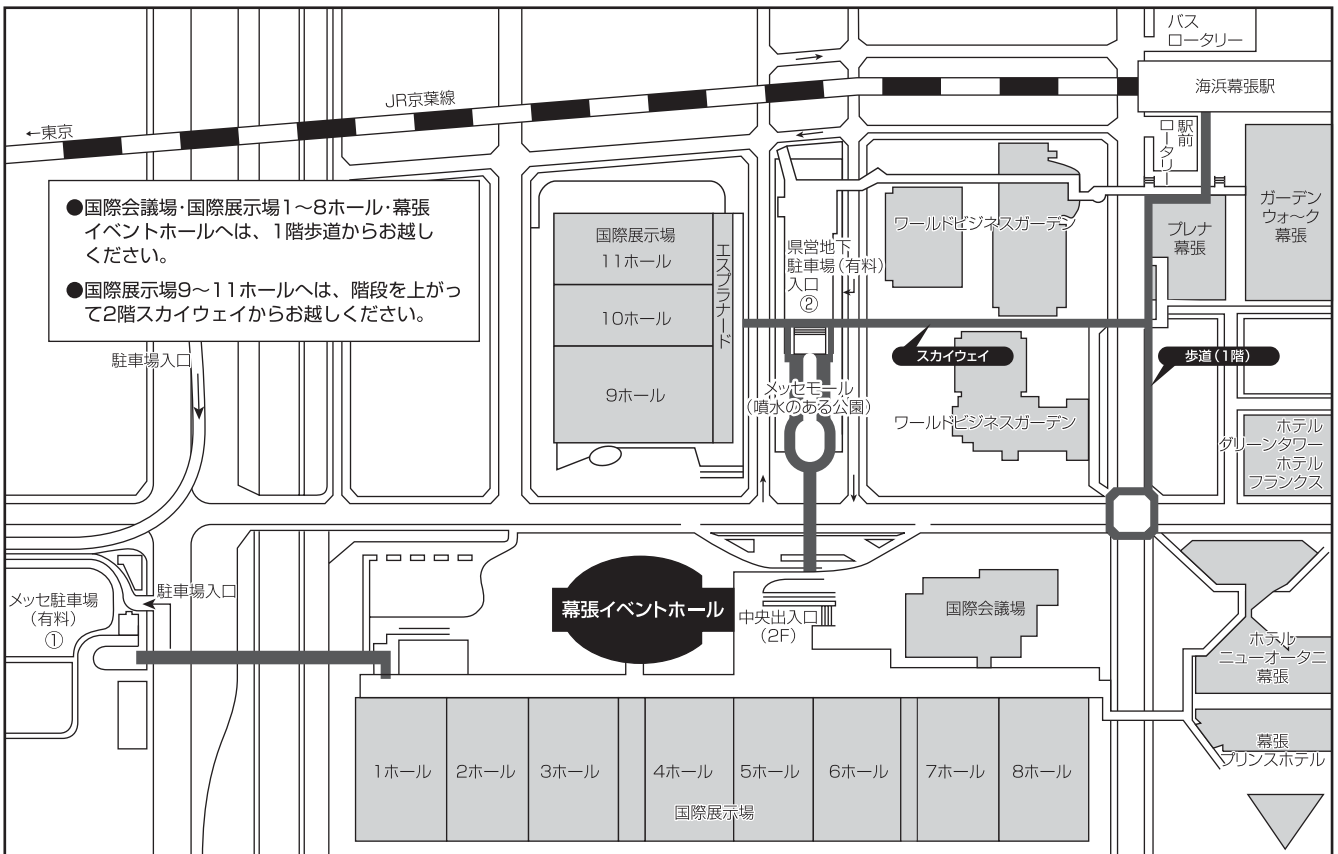 バス
ロータリー
海浜幕張駅
JR京葉線
←東京
駅前
ロータリー
●国際会議場・国際展示場1〜8ホール・幕張
イベントホールへは、1階歩道からお越し
ください。
●国際展示場9〜11ホールへは、階段を上がっ
て2階スカイウェイからお越しください。
国際展示場
11ホール
10ホール
9ホール
エスプラナード
県営地下
駐車場(有料)
入口
②
ワールドビジネスガーデン
プレナ
幕張
ガーデン
ウォ〜ク
幕張
スカイウェイ
歩道(1階)
駐車場入口
メッセモール
(噴水のある公園)
ワールドビジネスガーデン
ホテル
グリーンタワー
ホテル
フランクス
メッセ駐車場
(有料)
①
駐車場入口
幕張イベントホール
中央出入口
(2F)
国際会議場
ホテル
ニューオータニ
幕張
幕張
プリンスホテル
1ホール
2ホール
3ホール
4ホール
5ホール
6ホール
7ホール
8ホール
国際展示場